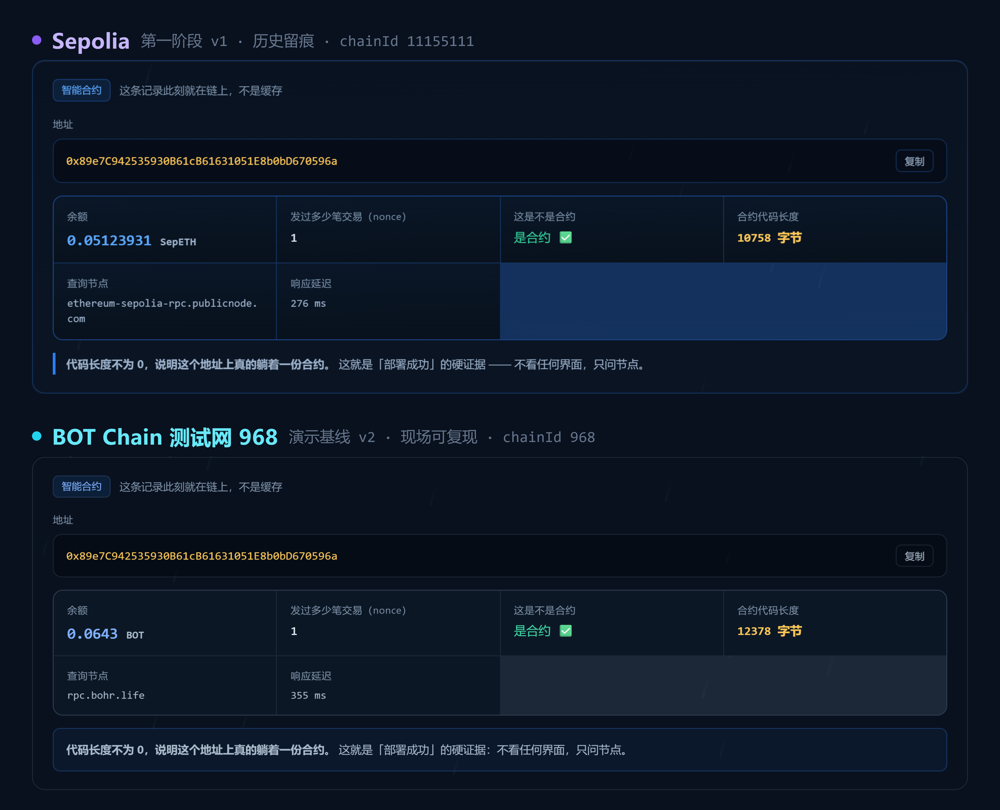 Sepolia 第一阶段 v1 · 历史留痕 · chainId 11155111
智能合约 这条记录此刻就在链上，不是缓存
地址
0x89e7C942535930B61cB61631051E8b0bD670596a 复制
余额 发过多少笔交易（nonce） 这是不是合约 合约代码长度
0.05123931 SepETH 1 是合约 ✅ 10758 字节
查询节点 响应延迟
ethereum-sepolia-rpc.publicnode. 276 ms
com
代码长度不为 0，说明这个地址上真的躺着一份合约。 这就是「部署成功」的硬证据 —— 不看任何界面，只问节点。
BOT Chain 测试网 968 演示基线 v2 · 现场可复现 · chainId 968
智能合约 这条记录此刻就在链上，不是缓存
地址
0x89e7C942535930B61cB61631051E8b0bD670596a 复制
余额 发过多少笔交易（nonce） 这是不是合约 合约代码长度
0.0643 BOT 1 是合约 ✅ 12378 字节
查询节点 响应延迟
rpc.bohr.life 355 ms
代码长度不为 0，说明这个地址上真的躺着一份合约。 这就是「部署成功」的硬证据：不看任何界面，只问节点。